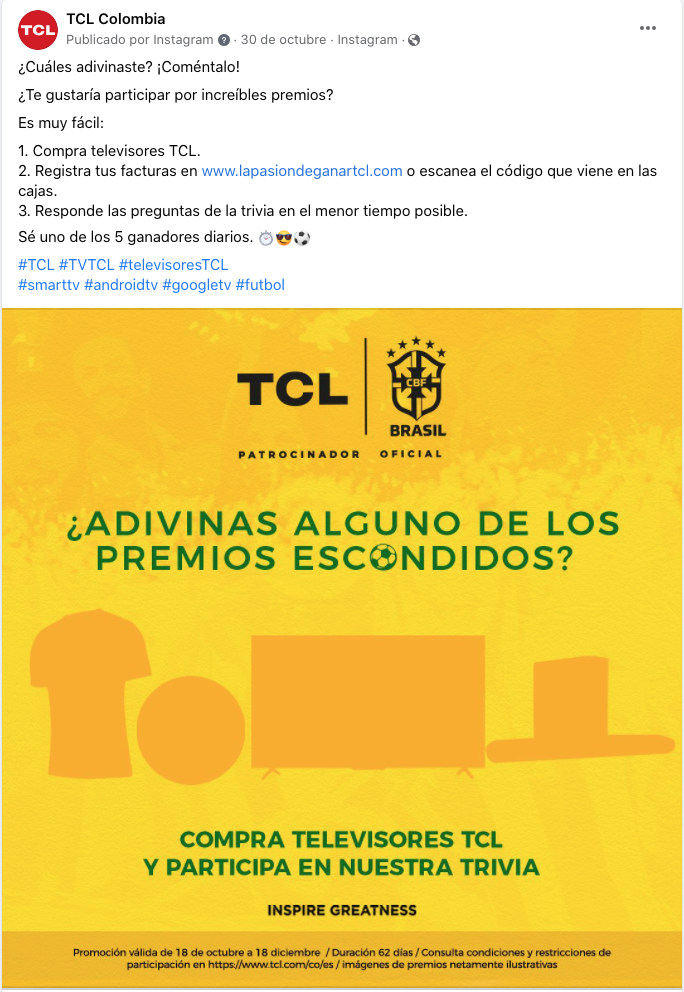 TCL
TCL Colombia
Publicado por Instagram · 30 de octubre · Instagram ·
¿Cuáles adivinaste? ¡Coméntalo!
¿Te gustaría participar por increíbles premios?
Es muy fácil:
1. Compra televisores TCL.
2. Registra tus facturas en www.lapasiondeganartcl.com o escanea el código que viene en las
cajas.
3. Responde las preguntas de la trivia en el menor tiempo posible.
Sé uno de los 5 ganadores diarios. ⏱️😎⚽
#TCL #TVTCL #televisoresTCL
#smarttv #androidtv #googletv #futbol
TCL
CBF
BRASIL
PATROCINADOR OFICIAL
¿ADIVINAS ALGUNO DE LOS
PREMIOS ESCONDIDOS?
COMPRA TELEVISORES TCL
Y PARTICIPA EN NUESTRA TRIVIA
INSPIRE GREATNESS
Promoción válida de 18 de octubre a 18 diciembre / Duración 62 días / Consulta condiciones y restricciones de
participación en https://www.tcl.com/co/es / imágenes de premios netamente ilustrativas